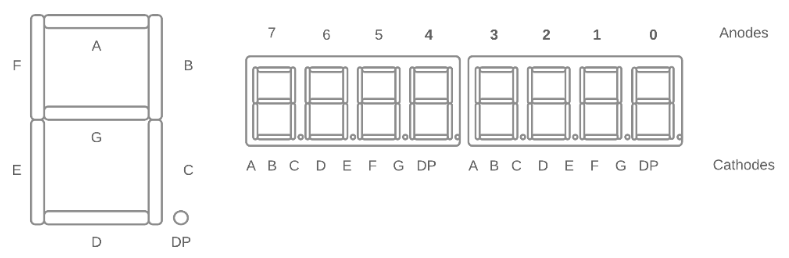 7 6 5 4 3 2 1 0 Anodes
A
F B
G
A B C D E F G DP A B C D E F G DP Cathodes
E C
D DP